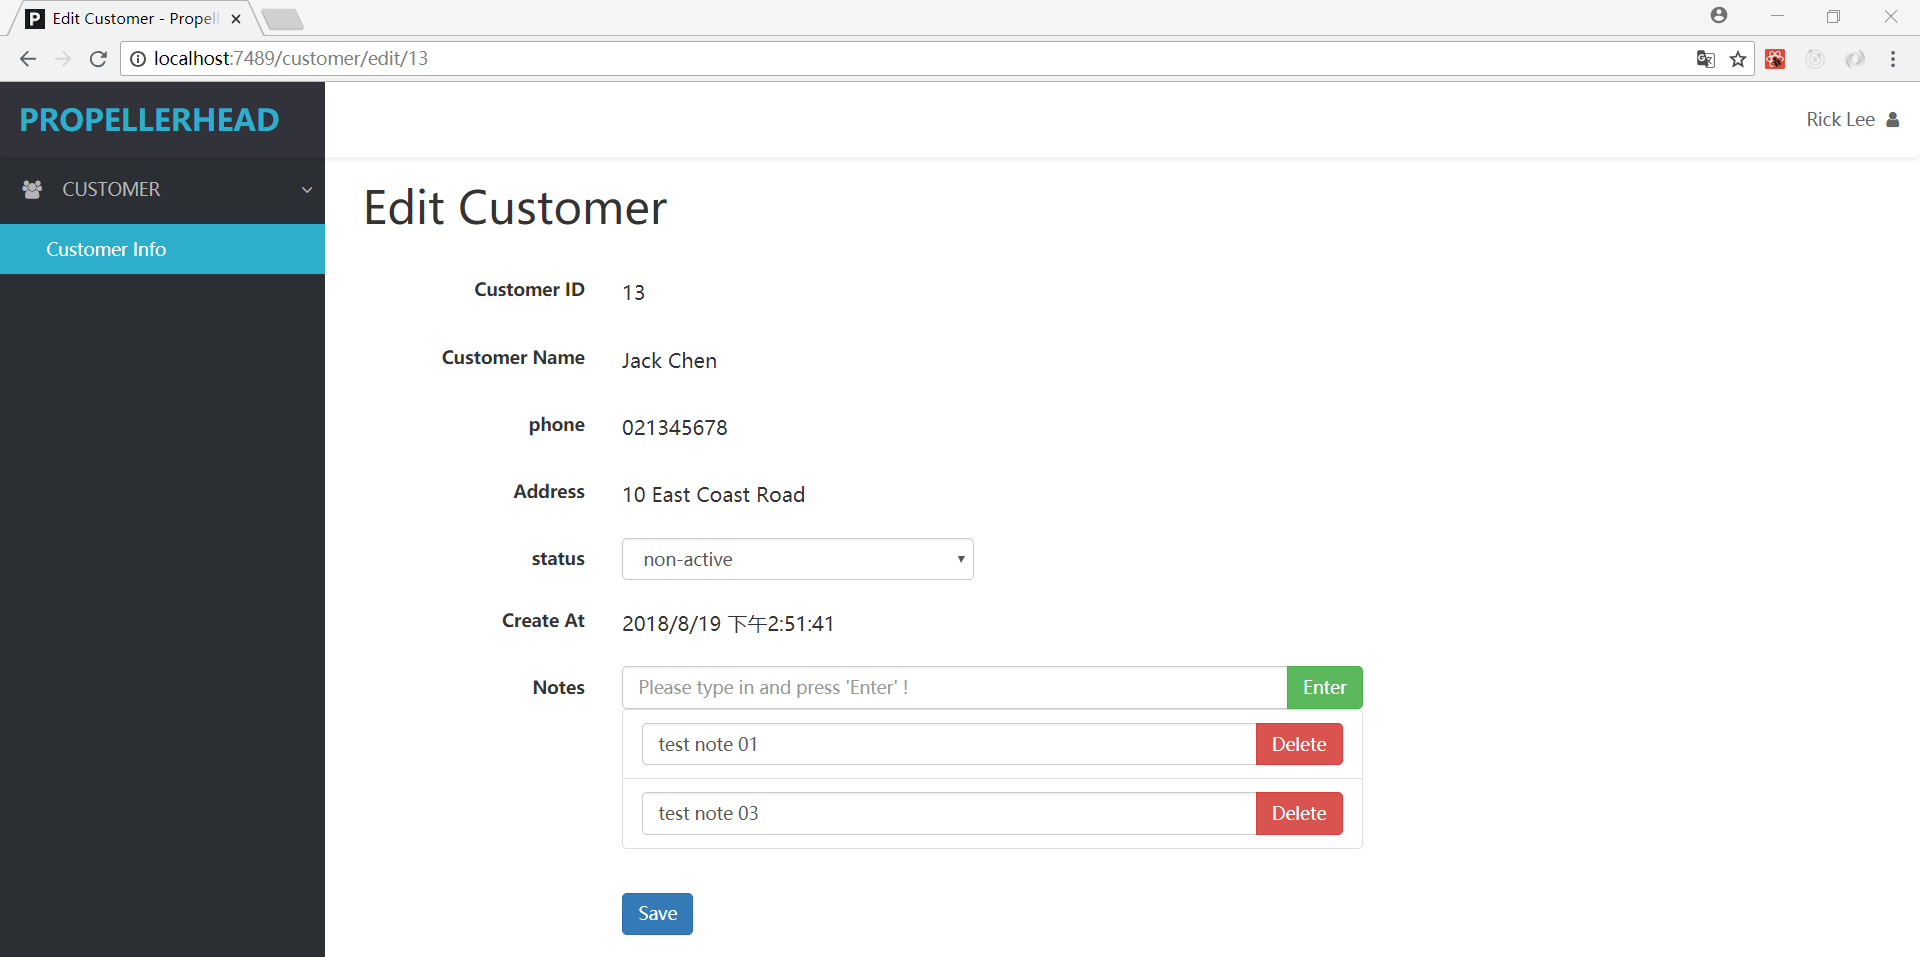 Edit Customer - Propel
localhost:7489/customer/edit/13
PROPELLERHEAD
Rick Lee
CUSTOMER
Customer Info
Edit Customer
Customer ID 13
Customer Name Jack Chen
phone 021345678
Address 10 East Coast Road
status non-active
Create At 2018/8/19 下午2:51:41
Notes Please type in and press 'Enter' ! Enter
test note 01 Delete
test note 03 Delete
Save